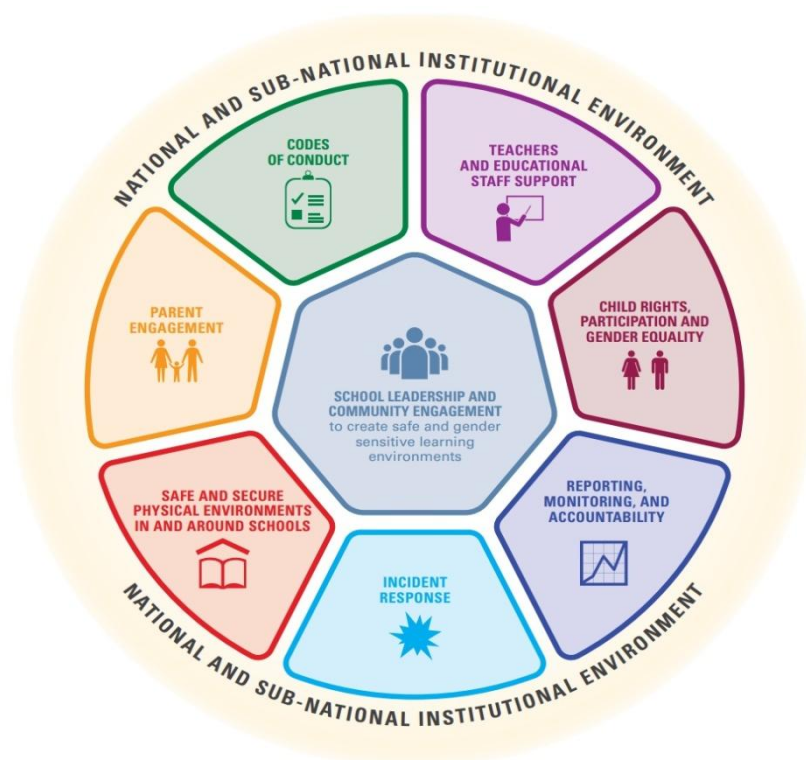 NATIONAL AND SUB-NATIONAL INSTITUTIONAL ENVIRONMENT
CODES
OF CONDUCT
TEACHERS
AND EDUCATIONAL
STAFF SUPPORT
PARENT
ENGAGEMENT
CHILD RIGHTS,
PARTICIPATION AND
GENDER EQUALITY
SCHOOL LEADERSHIP AND
COMMUNITY ENGAGEMENT
to create safe and gender
sensitive learning
environments
SAFE AND SECURE
PHYSICAL ENVIRONMENTS
IN AND AROUND SCHOOLS
REPORTING,
MONITORING, AND
ACCOUNTABILITY
INCIDENT
RESPONSE
NATIONAL AND SUB-NATIONAL INSTITUTIONAL ENVIRONMENT